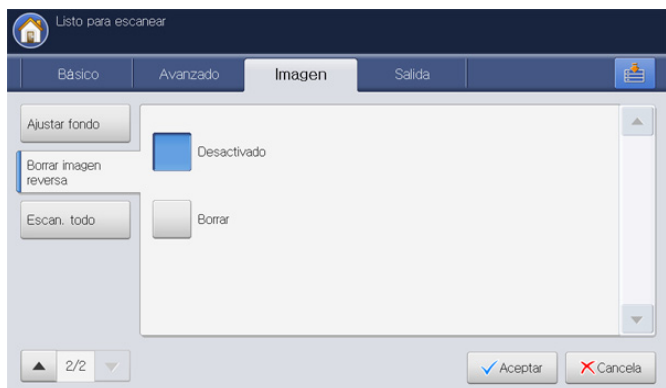 Listo para escanear
Básico
Avanzado
Imagen
Salida
Ajustar fondo
Borrar imagen
reversa
Escan. todo
Desactivado
Borrar
2/2
Aceptar
Cancela